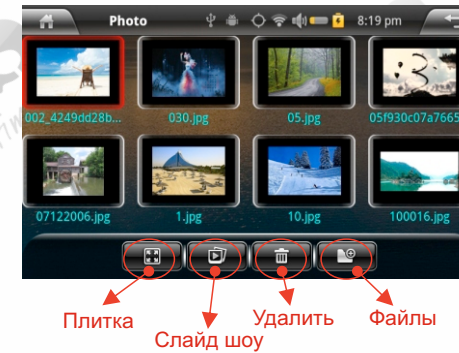 Photo 8:19 pm
002_4249dd28b... 030.jpg 05.jpg 05f930c07a7665
07122006.jpg 1.jpg 10.jpg 100016.jpg
Плитка Слайд шоу Удалить Файлы